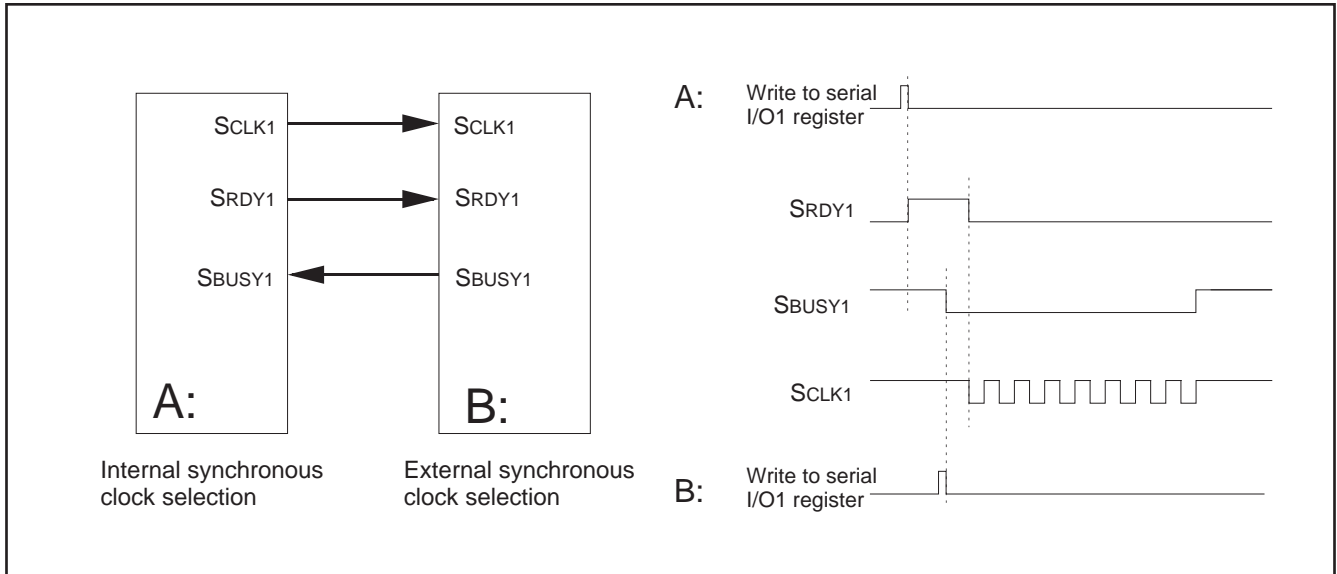 SCLK1
SCLK1
SRDY1
SRDY1
SBUSY1
SBUSY1
A:
B:
Internal synchronous
clock selection
External synchronous
clock selection
A:
Write to serial
I/O1 register
SRDY1
SBUSY1
SCLK1
B:
Write to serial
I/O1 register